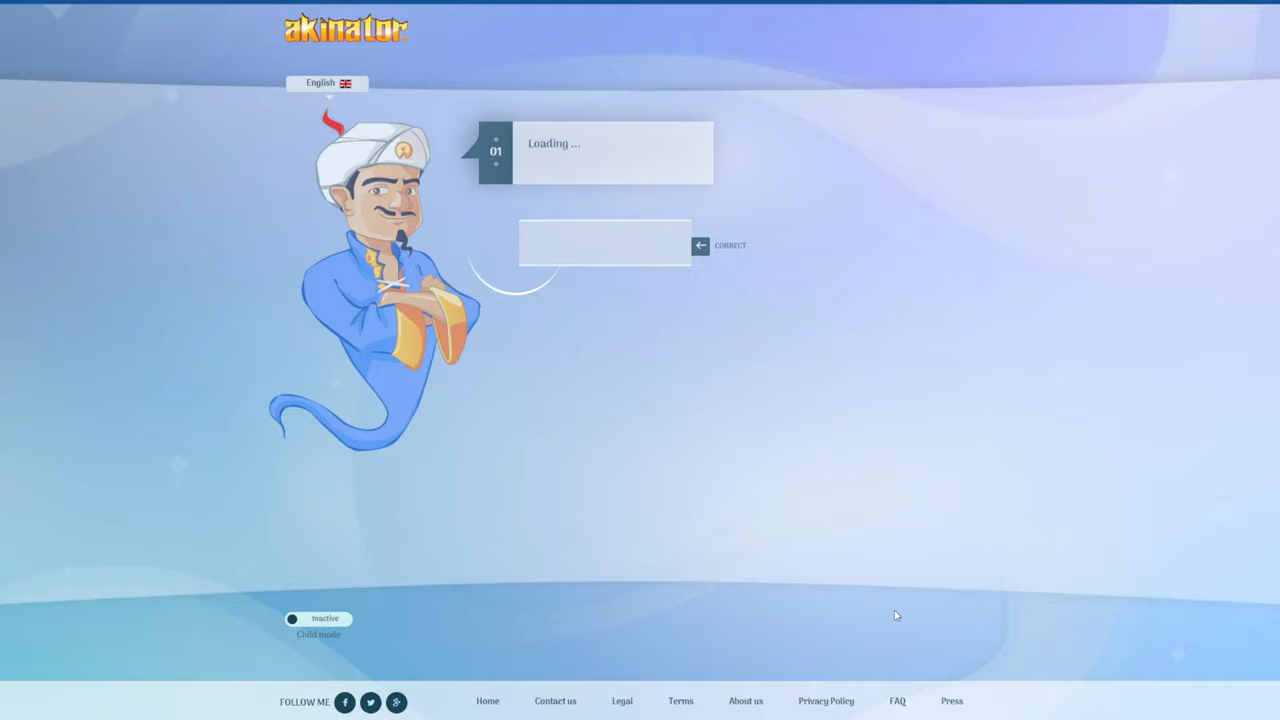 akinator
English
01
Loading ...
CORRECT
Inactive
Child mode
FOLLOW ME
Home
Contact us
Legal
Terms
About us
Privacy Policy
FAQ
Press